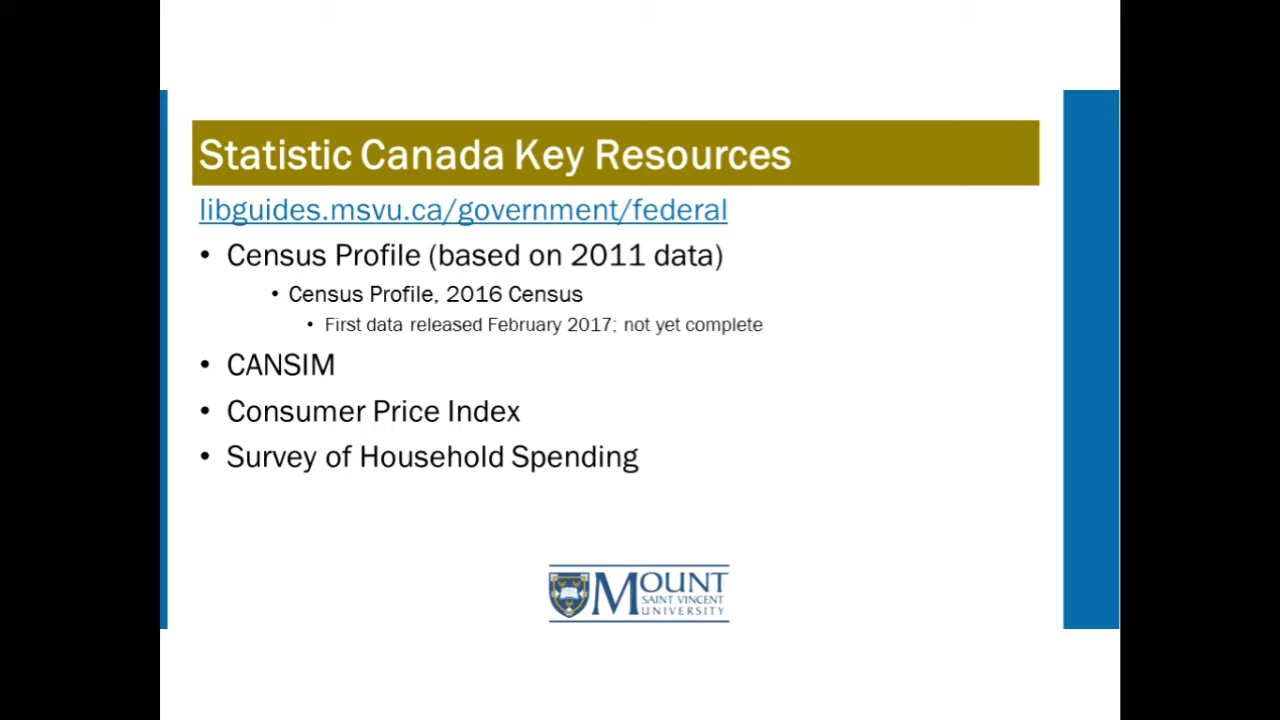 Statistic Canada Key Resources
libguides.msvu.ca/government/federal
• Census Profile (based on 2011 data)
• Census Profile, 2016 Census
• First data released February 2017; not yet complete
• CANSIM
• Consumer Price Index
• Survey of Household Spending
MOUNT
SAINT VINCENT
UNIVERSITY